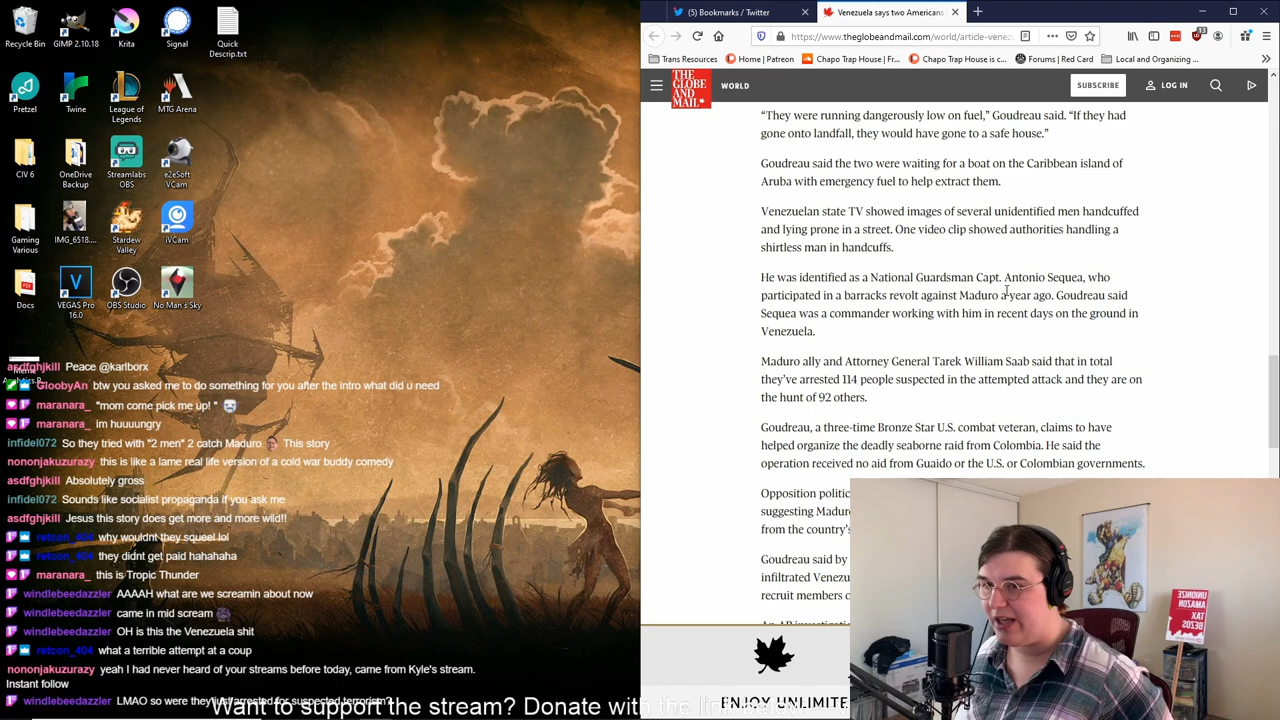 Recycle Bin
GIMP 2.10.18
Krita
Signal
Quick Descrip.txt
Pretzel
Twine
League of Legends
MTG Arena
CIV 6
OneDrive Backup
Streamlabs OBS
e2eSoft VCam
Gaming Various
IMG_6518....
Stardew Valley
iVCam
Docs
VEGAS Pro 16.0
OBS Studio
No Man's Sky
asdfghjkill Peace @karlborx
GloobyAn btw you asked me to do something for you after the intro what did u need
maranara_ "mom come pick me up! "
maranara_ im huuuungry
infidel072 So they tried with "2 men" 2 catch Maduro This story
nononjakuzurazy this is like a lame real life version of a cold war buddy comedy
asdfghjkill Absolutely gross
infidel072 Sounds like socialist propaganda if you ask me
asdfghjkill Jesus this story does get more and more wild!!
retcon_404 why wouldnt they squeel lol
retcon_404 they didnt get paid hahahaha
maranara_ this is Tropic Thunder
windlebeedazzler AAAAH what are we screamin about now
windlebeedazzler came in mid scream
windlebeedazzler OH is this the Venezuela shit
retcon_404 what a terrible attempt at a coup
nononjakuzurazy yeah I had never heard of your streams before today, came from Kyle's stream.
Instant follow
windlebeedazzler LMAO so were they just arrested for suspected terrorism?
Want to support the stream? Donate with the link below
(5) Bookmarks / Twitter
Venezuela says two Americans
https://www.theglobeandmail.com/world/article-venez
13
Trans Resources
Home | Patreon
Chapo Trap House | Fr...
Chapo Trap House is c...
Forums | Red Card
Local and Organizing ...
THE GLOBE AND MAIL
WORLD
SUBSCRIBE
LOG IN
“They were running dangerously low on fuel,” Goudreau said. “If they had
gone onto landfall, they would have gone to a safe house.”
Goudreau said the two were waiting for a boat on the Caribbean island of
Aruba with emergency fuel to help extract them.
Venezuelan state TV showed images of several unidentified men handcuffed
and lying prone in a street. One video clip showed authorities handling a
shirtless man in handcuffs.
He was identified as a National Guardsman Capt. Antonio Sequea, who
participated in a barracks revolt against Maduro a year ago. Goudreau said
Sequea was a commander working with him in recent days on the ground in
Venezuela.
Maduro ally and Attorney General Tarek William Saab said that in total
they’ve arrested 114 people suspected in the attempted attack and they are on
the hunt of 92 others.
Goudreau, a three-time Bronze Star U.S. combat veteran, claims to have
helped organize the deadly seaborne raid from Colombia. He said the
operation received no aid from Guaido or the U.S. or Colombian governments.
Opposition politic
suggesting Madur
from the country’s
Goudreau said by
infiltrated Venezu
recruit members o
ENJOY UNLIMITE
UNIONIZE
AMAZON
TAX
BEZOS